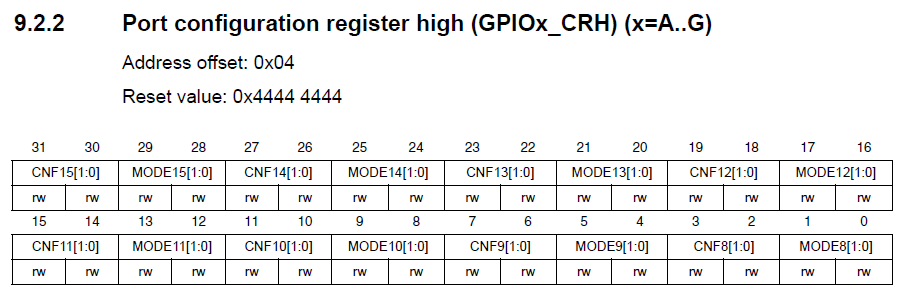 9.2.2 Port configuration register high (GPIOx_CRH) (x=A..G)
Address offset: 0x04
Reset value: 0x4444 4444
31 30 29 28 27 26 25 24 23 22 21 20 19 18 17 16
CNF15[1:0] MODE15[1:0] CNF14[1:0] MODE14[1:0] CNF13[1:0] MODE13[1:0] CNF12[1:0] MODE12[1:0]
rw rw rw rw rw rw rw rw rw rw rw rw rw rw rw rw
15 14 13 12 11 10 9 8 7 6 5 4 3 2 1 0
CNF11[1:0] MODE11[1:0] CNF10[1:0] MODE10[1:0] CNF9[1:0] MODE9[1:0] CNF8[1:0] MODE8[1:0]
rw rw rw rw rw rw rw rw rw rw rw rw rw rw rw rw